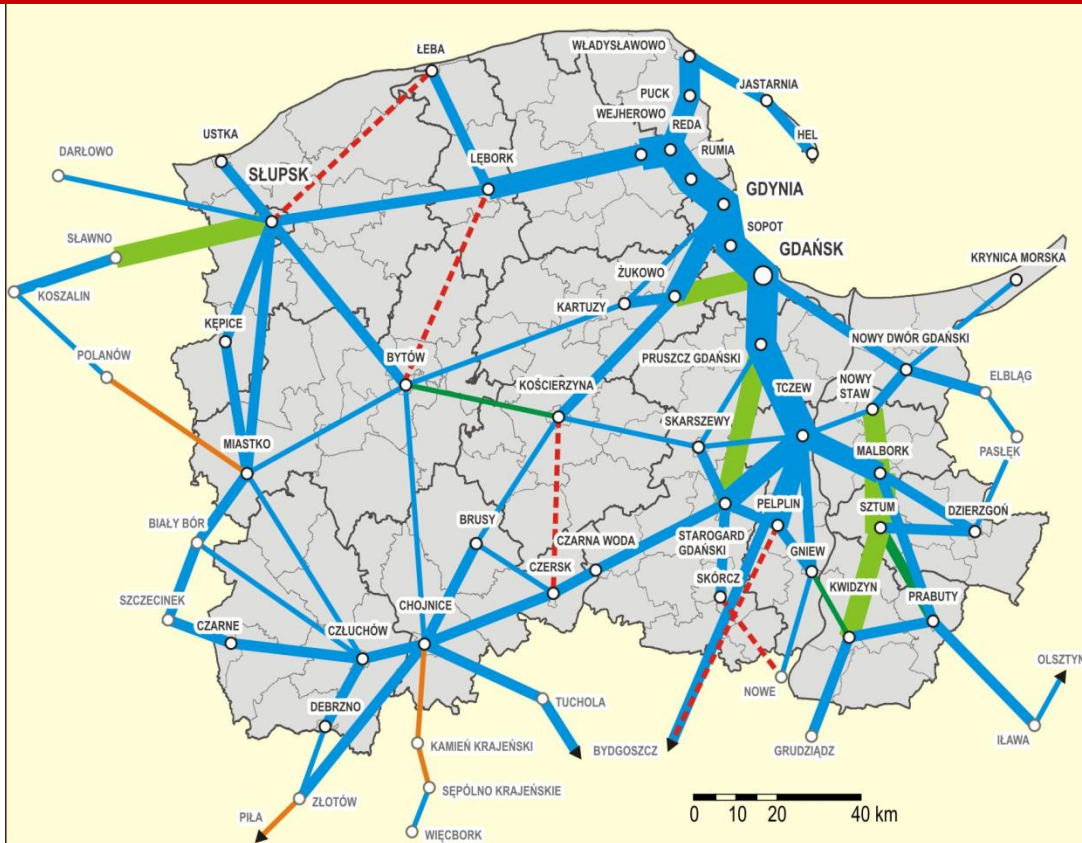 ŁEBA
WŁADYSŁAWOWO
JASTARNIA
PUCK
WEJHEROWO
REDA
HEL
USTKA
RUMIA
DARŁOWO
LĘBORK
SŁUPSK
GDYNIA
SOPOT
SŁAWNO
GDAŃSK
KRYNICA MORSKA
ŻUKOWO
KOSZALIN
KARTUZY
KĘPICE
NOWY DWÓR GDAŃSKI
POLANÓW
BYTÓW
PRUSZCZ GDAŃSKI
ELBLĄG
KOŚCIERZYNA
TCZEW
NOWY
STAW
SKARSZEWY
MIASTKO
MALBORK
PASŁĘK
PELPLIN
SZTUM
DZIERZGOŃ
BIAŁY BÓR
BRUSY
CZARNA WODA
STAROGARD
GDAŃSKI
GNIEW
CZERSK
SKÓRCZ
KWIDZYN
PRABUTY
SZCZECINEK
CZARNE
CZŁUCHÓW
CHOJNICE
OLSZTYN
NOWE
TUCHOLA
DEBRZNO
IŁAWA
KAMIEŃ KRAJEŃSKI
BYDGOSZCZ
GRUDZIĄDZ
SĘPÓLNO KRAJEŃSKIE
PIŁA
ZŁOTÓW
WIĘCBORK
0 10 20 40 km